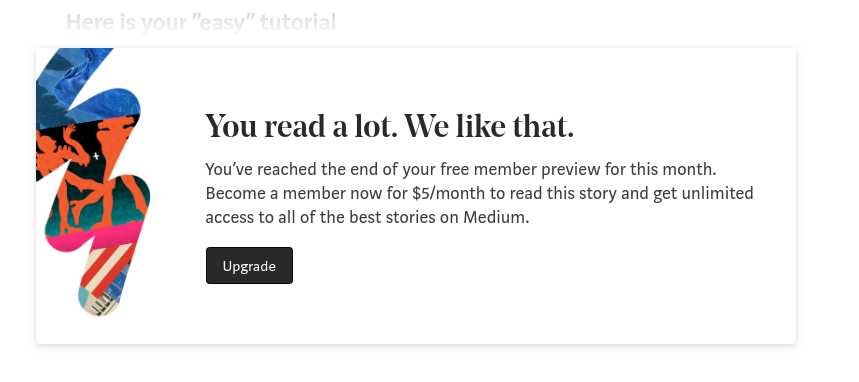 Here is your "easy" tutorial
You read a lot. We like that.
You've reached the end of your free member preview for this month.
Become a member now for $5/month to read this story and get unlimited
access to all of the best stories on Medium.
Upgrade